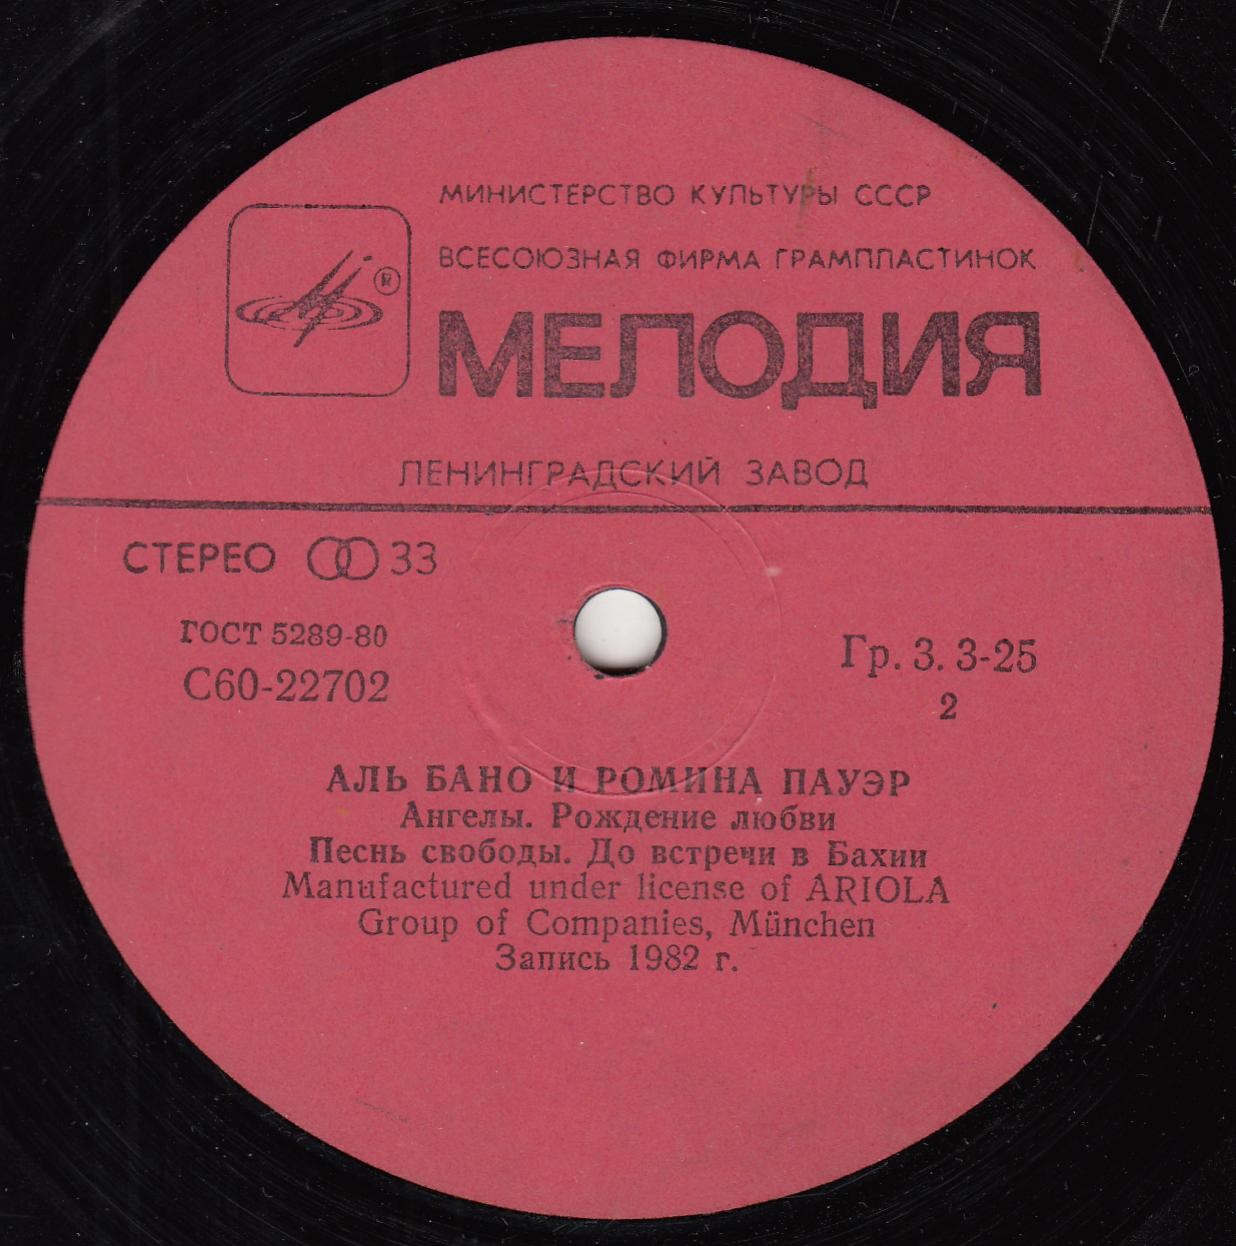 МИНИСТЕРСТВО КУЛЬТУРЫ СССР
ВСЕСОЮЗНАЯ ФИРМА ГРАМПЛАСТИНОК
®
МЕЛОДИЯ
ЛЕНИНГРАДСКИЙ ЗАВОД
СТЕРЕО 33
ГОСТ 5289-80
С60-22702
Гр. 3. 3-25
2
АЛЬ БАНО И РОМИНА ПАУЭР
Ангелы. Рождение любви
Песнь свободы. До встречи в Бахии
Manufactured under license of ARIOLA
Group of Companies, München
Запись 1982 г.